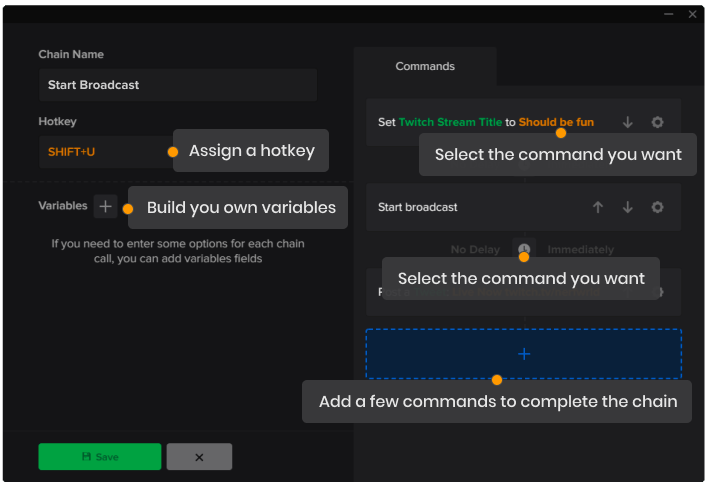 Chain Name
Start Broadcast
Hotkey
SHIFT+U
Assign a hotkey
Variables
Build you own variables
If you need to enter some options for each chain
call, you can add variables fields
Save
Commands
Set Twitch Stream Title to Should be fun
Select the command you want
Start broadcast
No Delay
Immediately
Select the command you want
Add a few commands to complete the chain